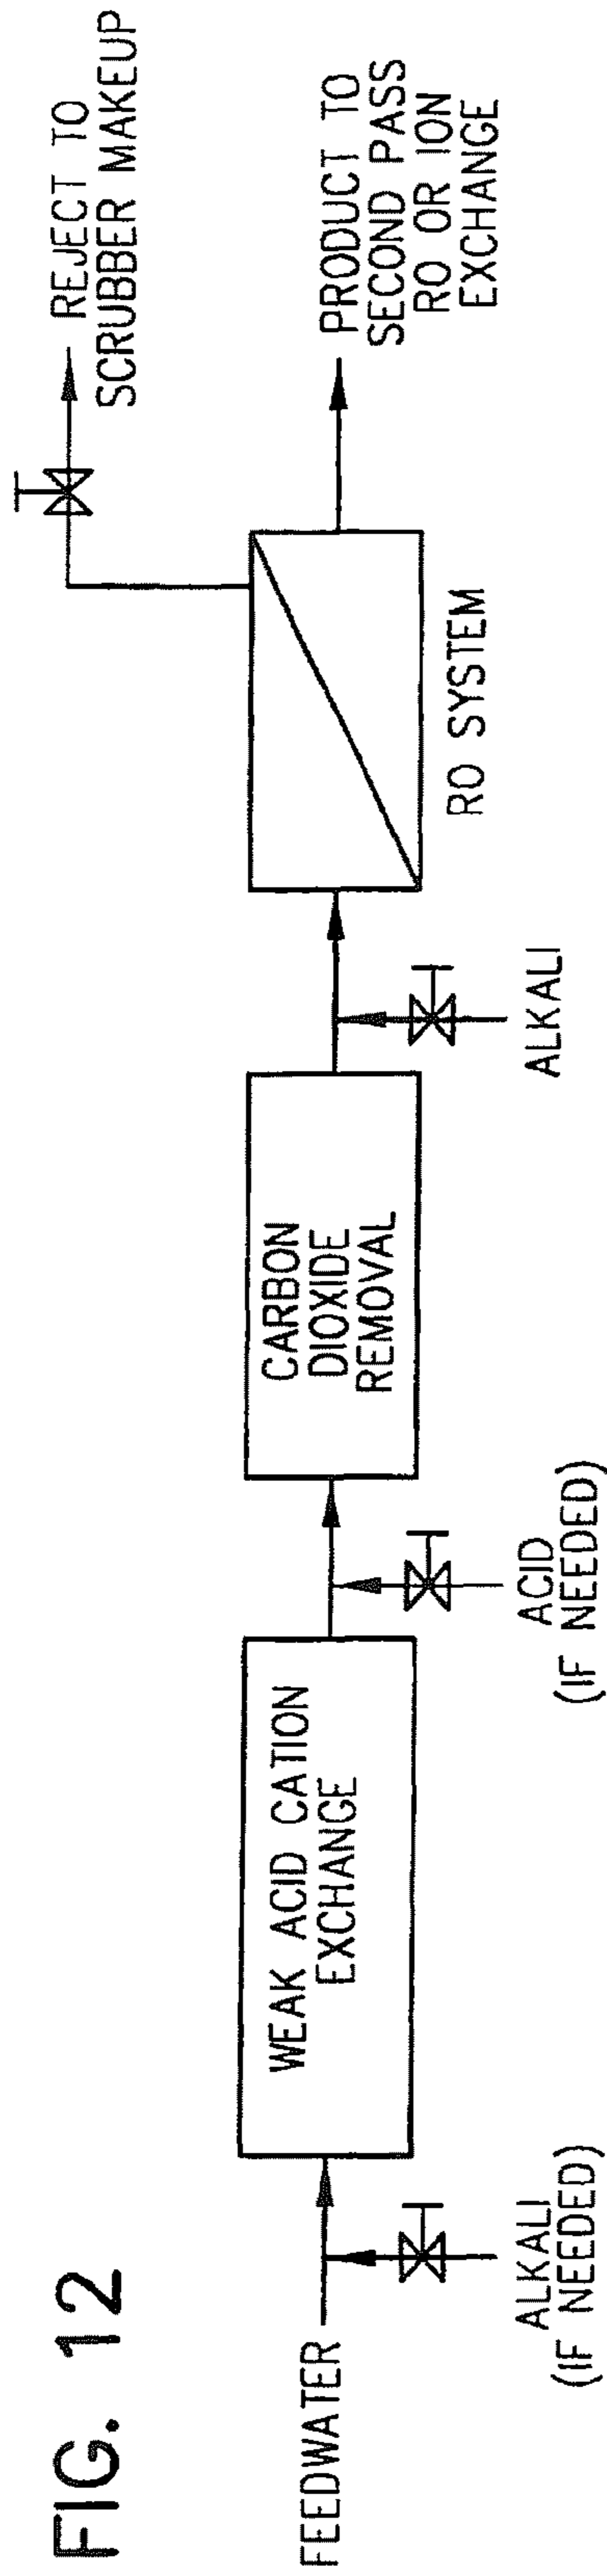 FIG. 12
FEEDWATER
ALKALI
(IF NEEDED)
WEAK ACID CATION
EXCHANGE
ACID
(IF NEEDED)
CARBON
DIOXIDE
REMOVAL
ALKALI
RO SYSTEM
REJECT TO
SCRUBBER MAKEUP
PRODUCT TO
SECOND PASS
RO OR ION
EXCHANGE